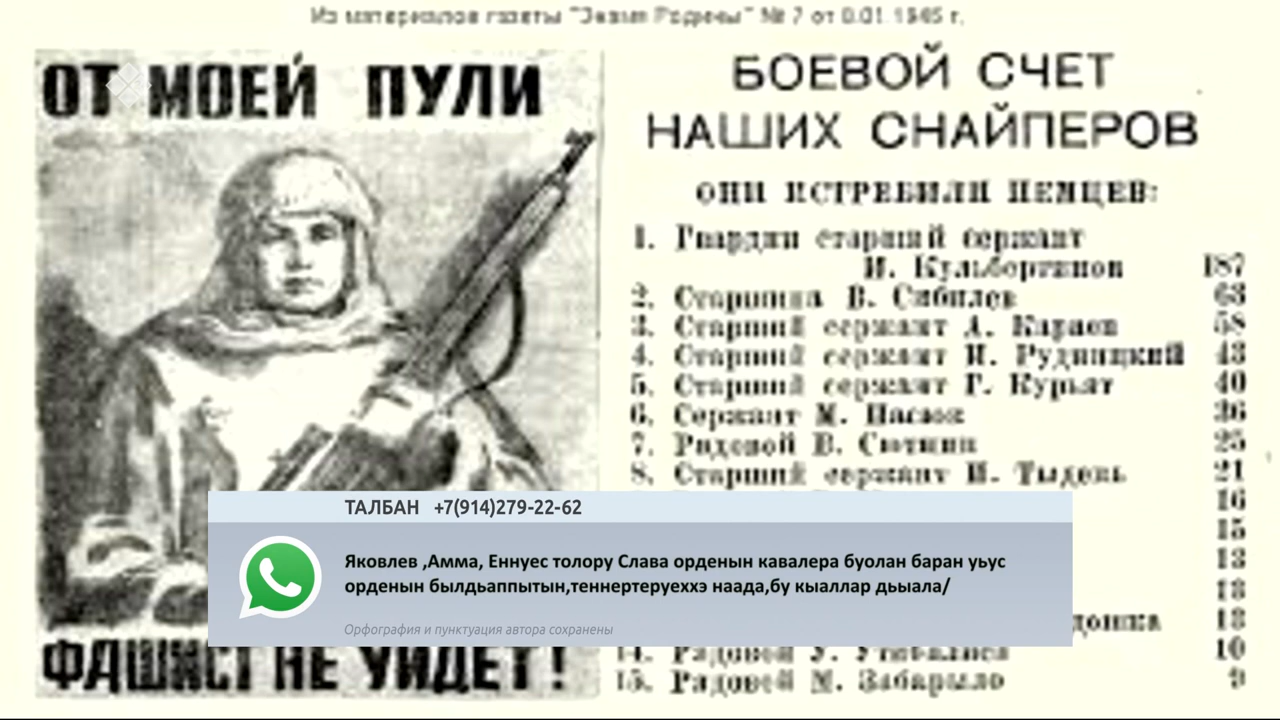 Из материалов газеты "Знамя Родины" № 7 от 8.01.1945 г.
ОТ МОЕЙ ПУЛИ
ФАШИСТ НЕ УЙДЕТ!
БОЕВОЙ СЧЕТ
НАШИХ СНАЙПЕРОВ
ОНИ ИСТРЕБИЛИ НЕМЦЕВ:
1. Гвардии старший сержант
И. Кульбертинов 187
2. Старшина В. Сибилев 63
3. Старший сержант А. Караев 58
4. Старший сержант И. Рудницкий 43
5. Старший сержант Г. Курьят 40
6. Сержант М. 36
7. Рядовой В. 25
8. Старший сержант И. Тыдень 21
16
15
13
13
13
14. Рядовой У. 10
15. Рядовой М. Забарыло 9
ТАЛБАН +7(914)279-22-62
Яковлев ,Амма, Еннуес толору Слава орденын кавалера буолан баран уьус
орденын былдьаппытын,теннертеруеххэ наада,бу кыаллар дьыала/
Орфография и пунктуация автора сохранены